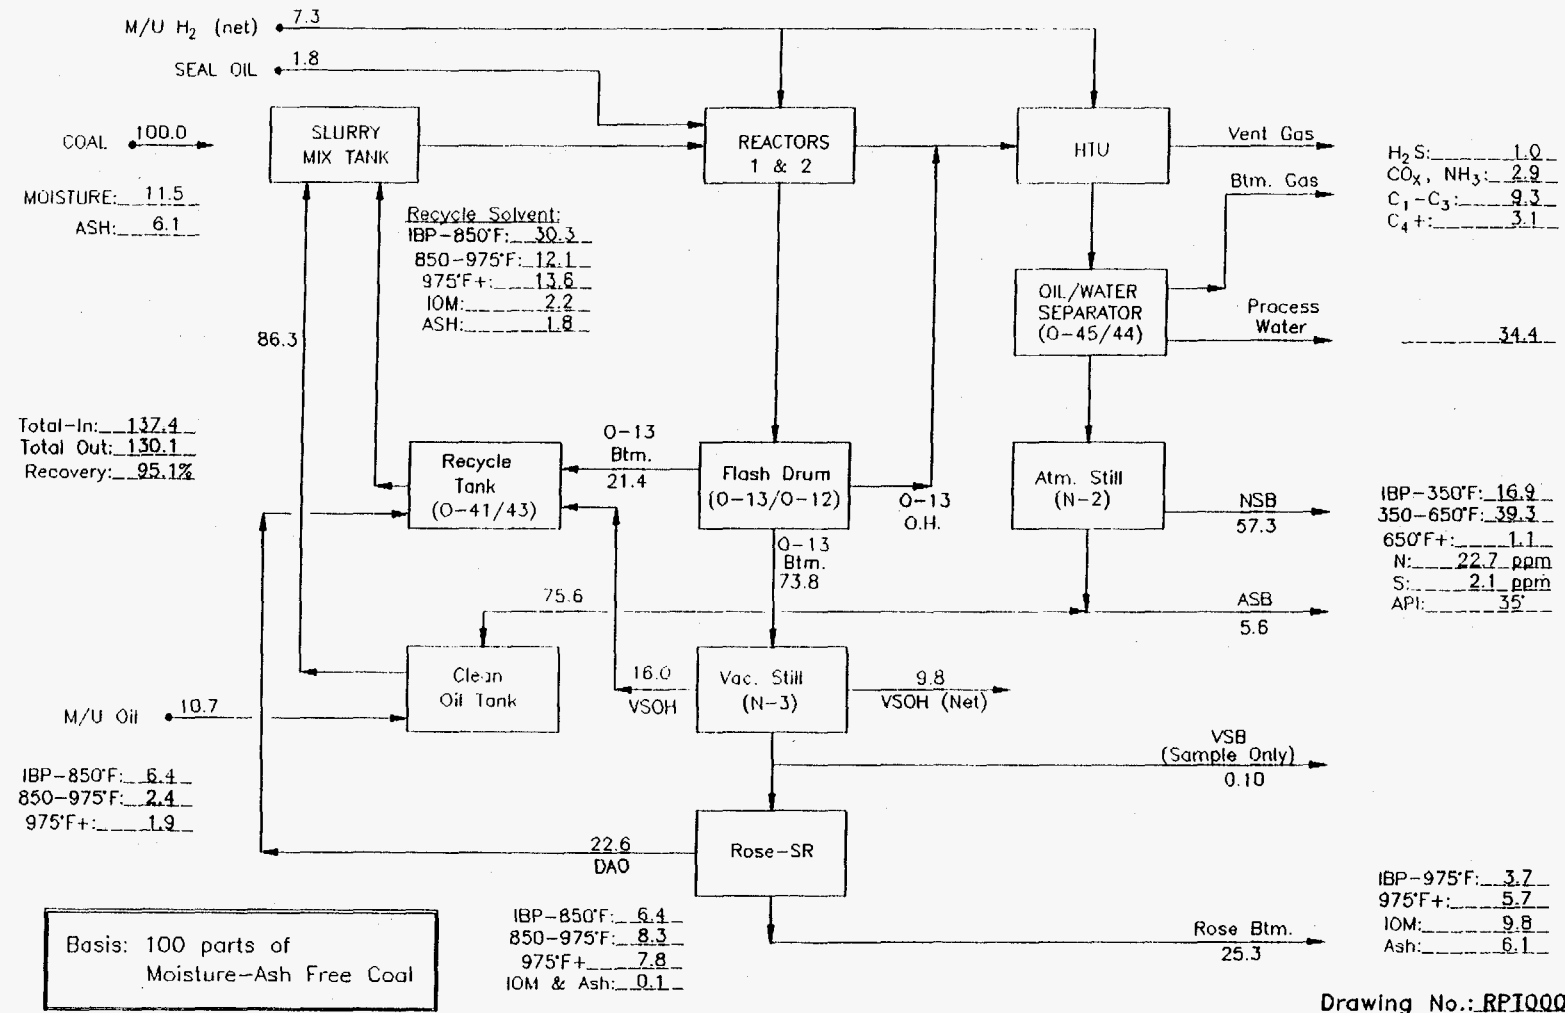 M/U H₂ (net) 7.3
SEAL OIL 1.8
COAL 100.0
MOISTURE: 11.5
ASH: 6.1
SLURRY
MIX TANK
REACTORS
1 & 2
HTU
Vent Gas
Btm. Gas
H₂S: 1.0
COₓ, NH₃: 2.9
C₁-C₃: 9.3
C₄+: 3.1
Recycle Solvent:
IBP-850°F: 30.3
850-975°F: 12.1
975°F+: 13.6
IOM: 2.2
ASH: 1.8
OIL/WATER
SEPARATOR
(O-45/44)
Process
Water
34.4
86.3
Total-In: 137.4
Total Out: 130.1
Recovery: 95.1%
Recycle
Tank
(O-41/43)
O-13
Btm.
21.4
Flash Drum
(O-13/O-12)
O-13
O.H.
Atm. Still
(N-2)
NSB
57.3
IBP-350°F: 16.9
350-650°F: 39.3
650°F+: 1.1
N: 22.7 ppm
S: 2.1 ppm
API: 35°
O-13
Btm.
73.8
75.6
ASB
5.6
Clean
Oil Tank
16.0
VSOH
Vac. Still
(N-3)
9.8
VSOH (Net)
M/U Oil 10.7
IBP-850°F: 6.4
850-975°F: 2.4
975°F+: 1.9
VSB
(Sample Only)
0.10
22.6
DAO
Rose-SR
IBP-850°F: 6.4
850-975°F: 8.3
975°F+ 7.8
IOM & Ash: 0.1
Rose Btm.
25.3
IBP-975°F: 3.7
975°F+: 5.7
IOM: 9.8
Ash: 6.1
Basis: 100 parts of
Moisture-Ash Free Coal
Drawing No.: RPT000